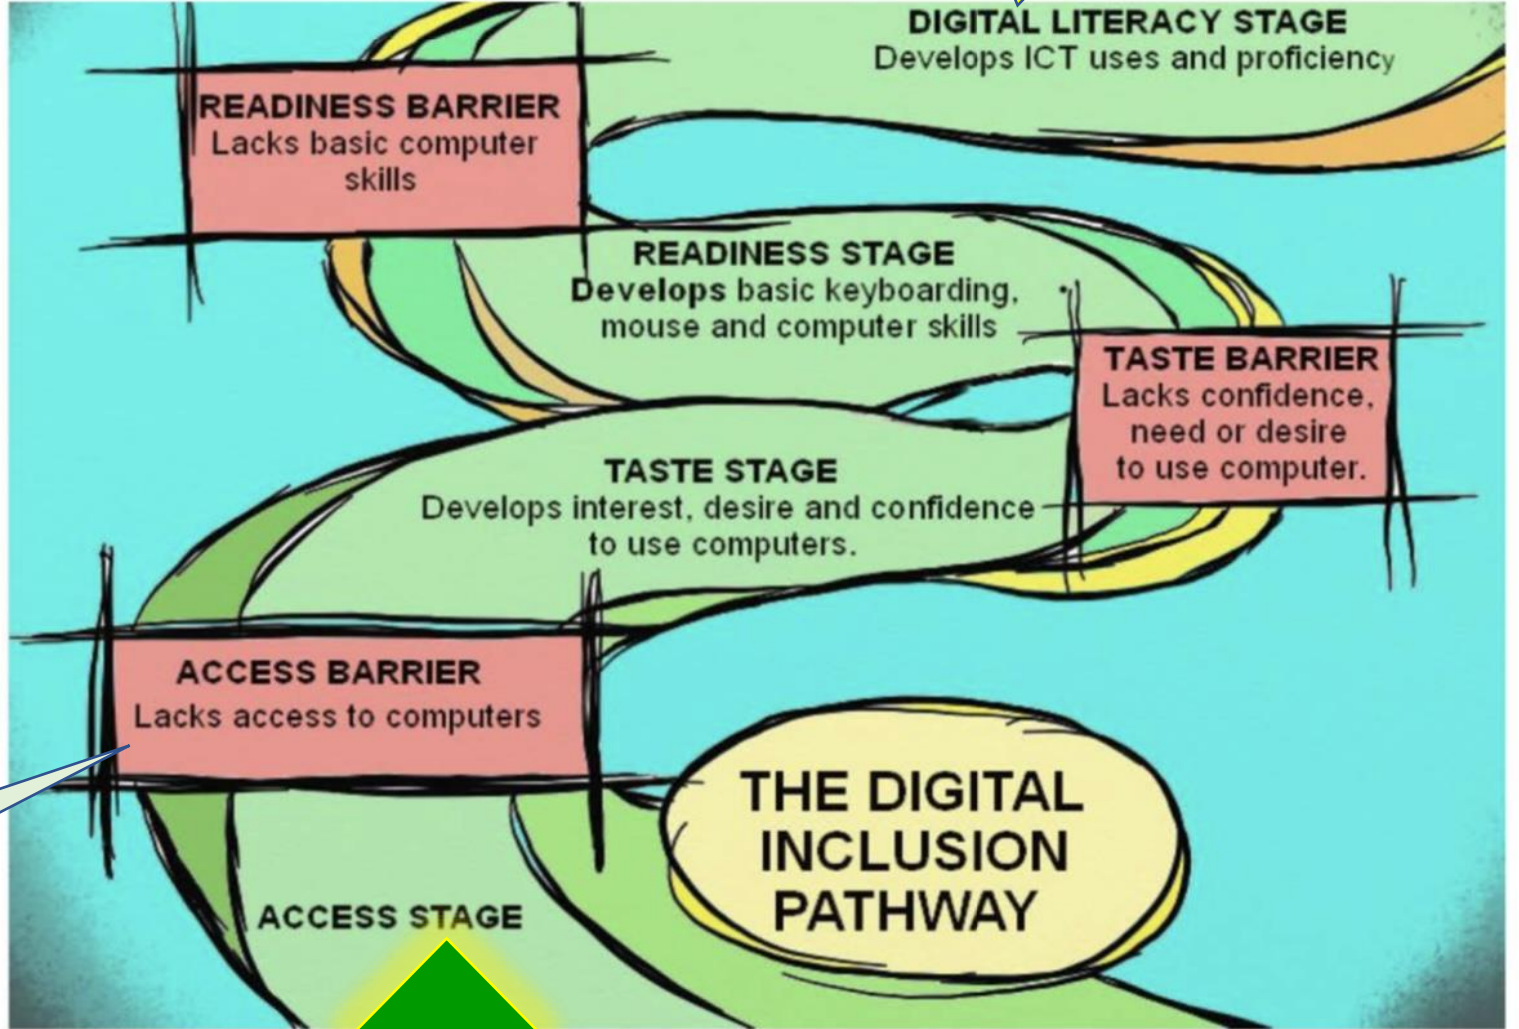 DIGITAL LITERACY STAGE
Develops ICT uses and proficiency
READINESS BARRIER
Lacks basic computer
skills
READINESS STAGE
Develops basic keyboarding,
mouse and computer skills
TASTE BARRIER
Lacks confidence,
need or desire
to use computer.
TASTE STAGE
Develops interest, desire and confidence
to use computers.
ACCESS BARRIER
Lacks access to computers
THE DIGITAL
INCLUSION
PATHWAY
ACCESS STAGE